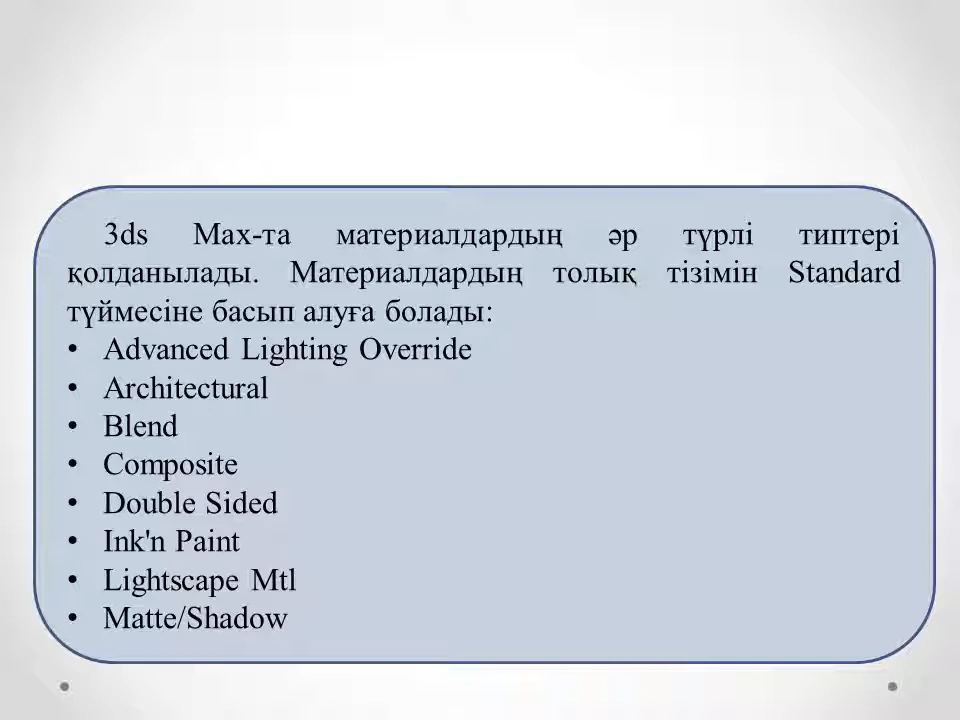 3ds Max-та материалдардың әр түрлі типтері
қолданылады. Материалдардың толық тізімін Standard
түймесіне басып алуға болады:
• Advanced Lighting Override
• Architectural
• Blend
• Composite
• Double Sided
• Ink'n Paint
• Lightscape Mtl
• Matte/Shadow